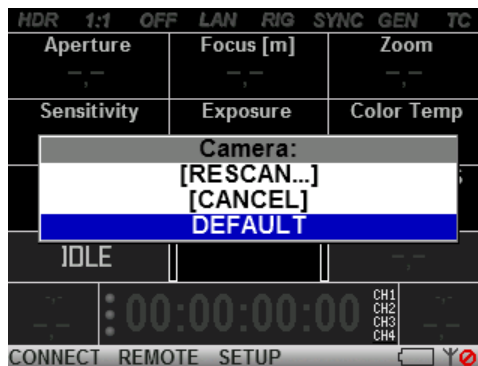 HDR 1:1 OFF LAN RIG SYNC GEN TC
Aperture Focus [m] Zoom
-,- -,- -,-
Sensitivity Exposure Color Temp
Camera:
[RESCAN...]
[CANCEL]
DEFAULT
IDLE -,-
-,- 00:00:00:00 CH1 -,-
CH2
-,- CH3 -,-
CH4
CONNECT REMOTE SETUP